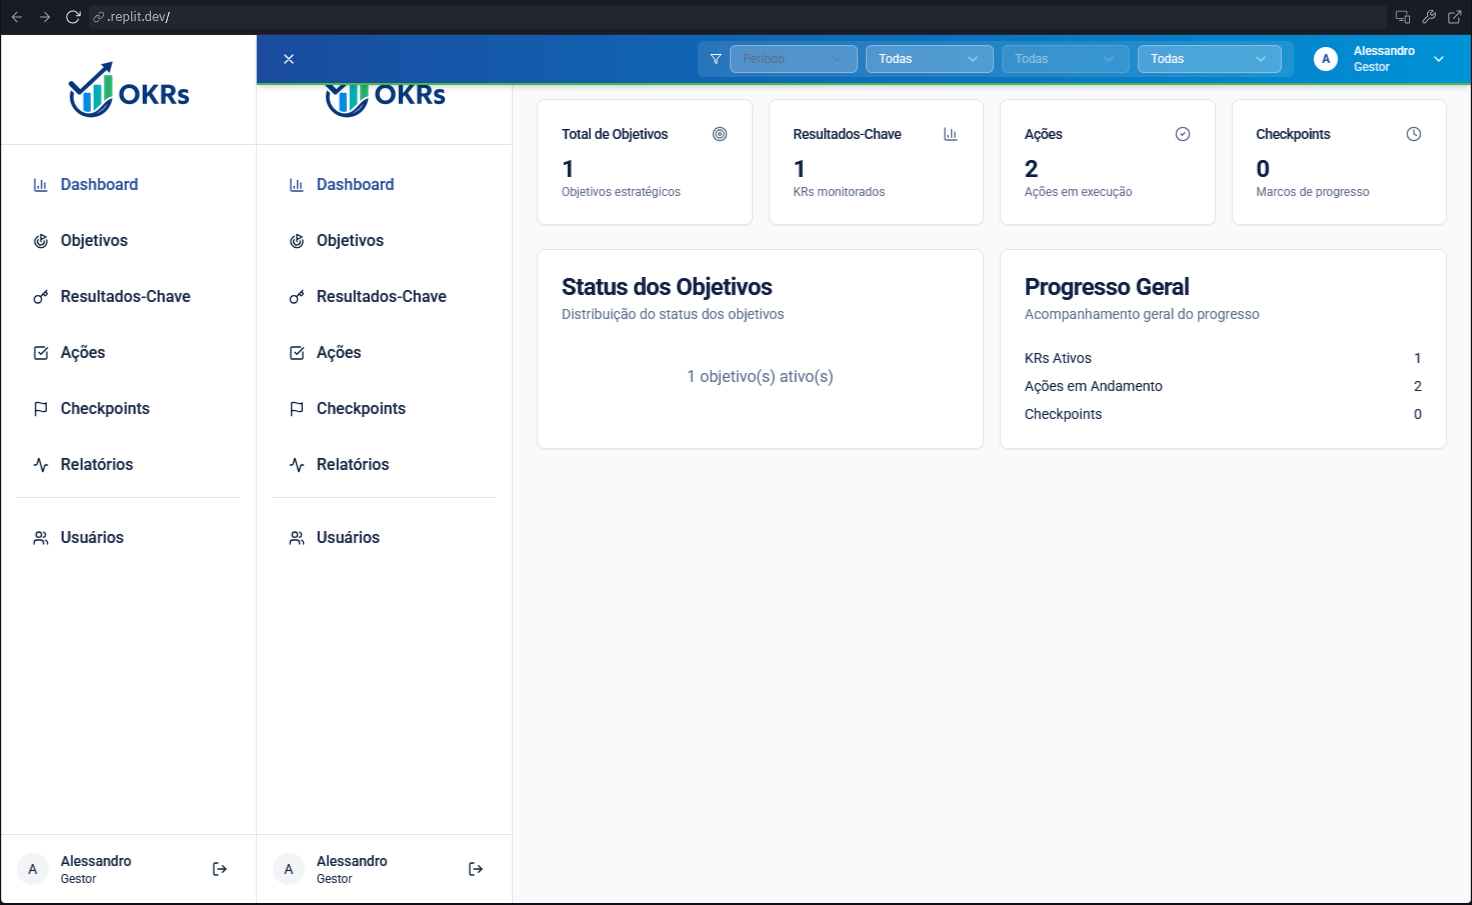 .replit.dev/
OKRs
Dashboard
Objetivos
Resultados-Chave
Ações
Checkpoints
Relatórios
Usuários
A
Alessandro
Gestor
OKRs
Dashboard
Objetivos
Resultados-Chave
Ações
Checkpoints
Relatórios
Usuários
A
Alessandro
Gestor
Período
Todas
Todas
Todas
A
Alessandro
Gestor
Total de Objetivos
1
Objetivos estratégicos
Resultados-Chave
1
KRs monitorados
Ações
2
Ações em execução
Checkpoints
0
Marcos de progresso
Status dos Objetivos
Distribuição do status dos objetivos
1 objetivo(s) ativo(s)
Progresso Geral
Acompanhamento geral do progresso
KRs Ativos 1
Ações em Andamento 2
Checkpoints 0